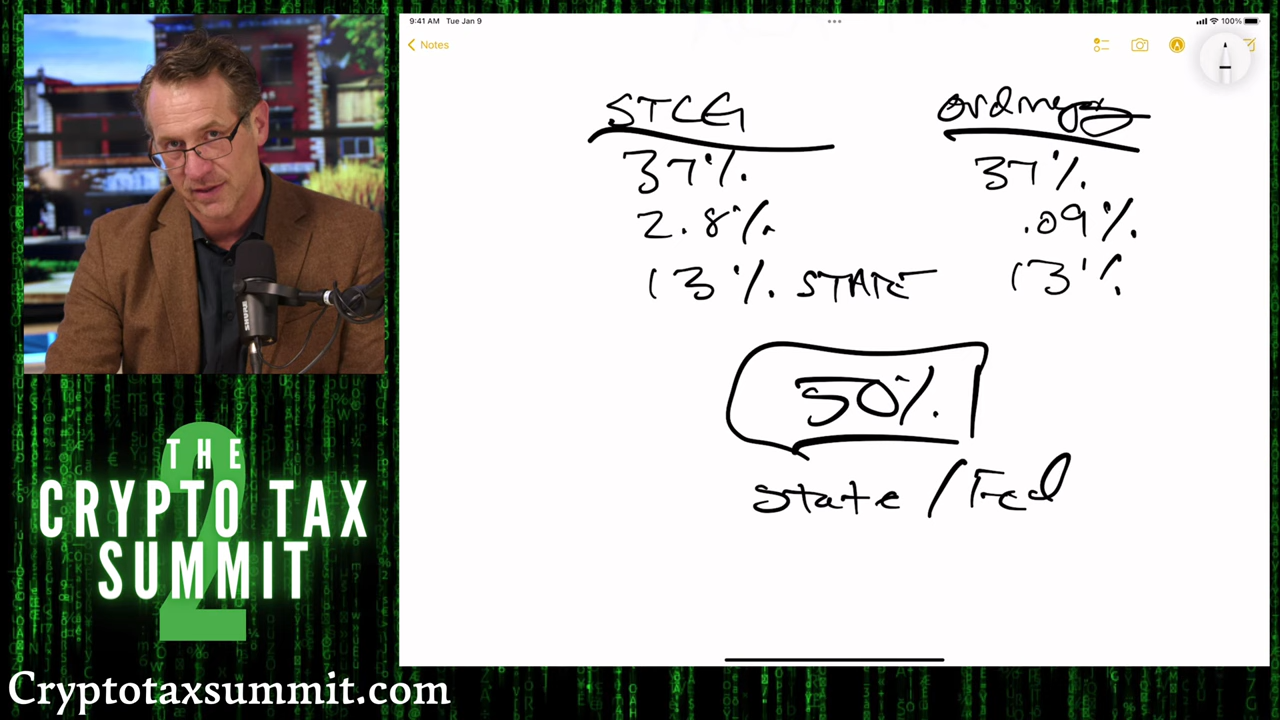 9:41 AM Tue Jan 9
100%
Notes
STCG
37%
2.8%
13% STATE
37%
.09%
13%
50%
state / Fed
SHURE
THE
2
CRYPTO TAX
SUMMIT
Cryptotaxsummit.com